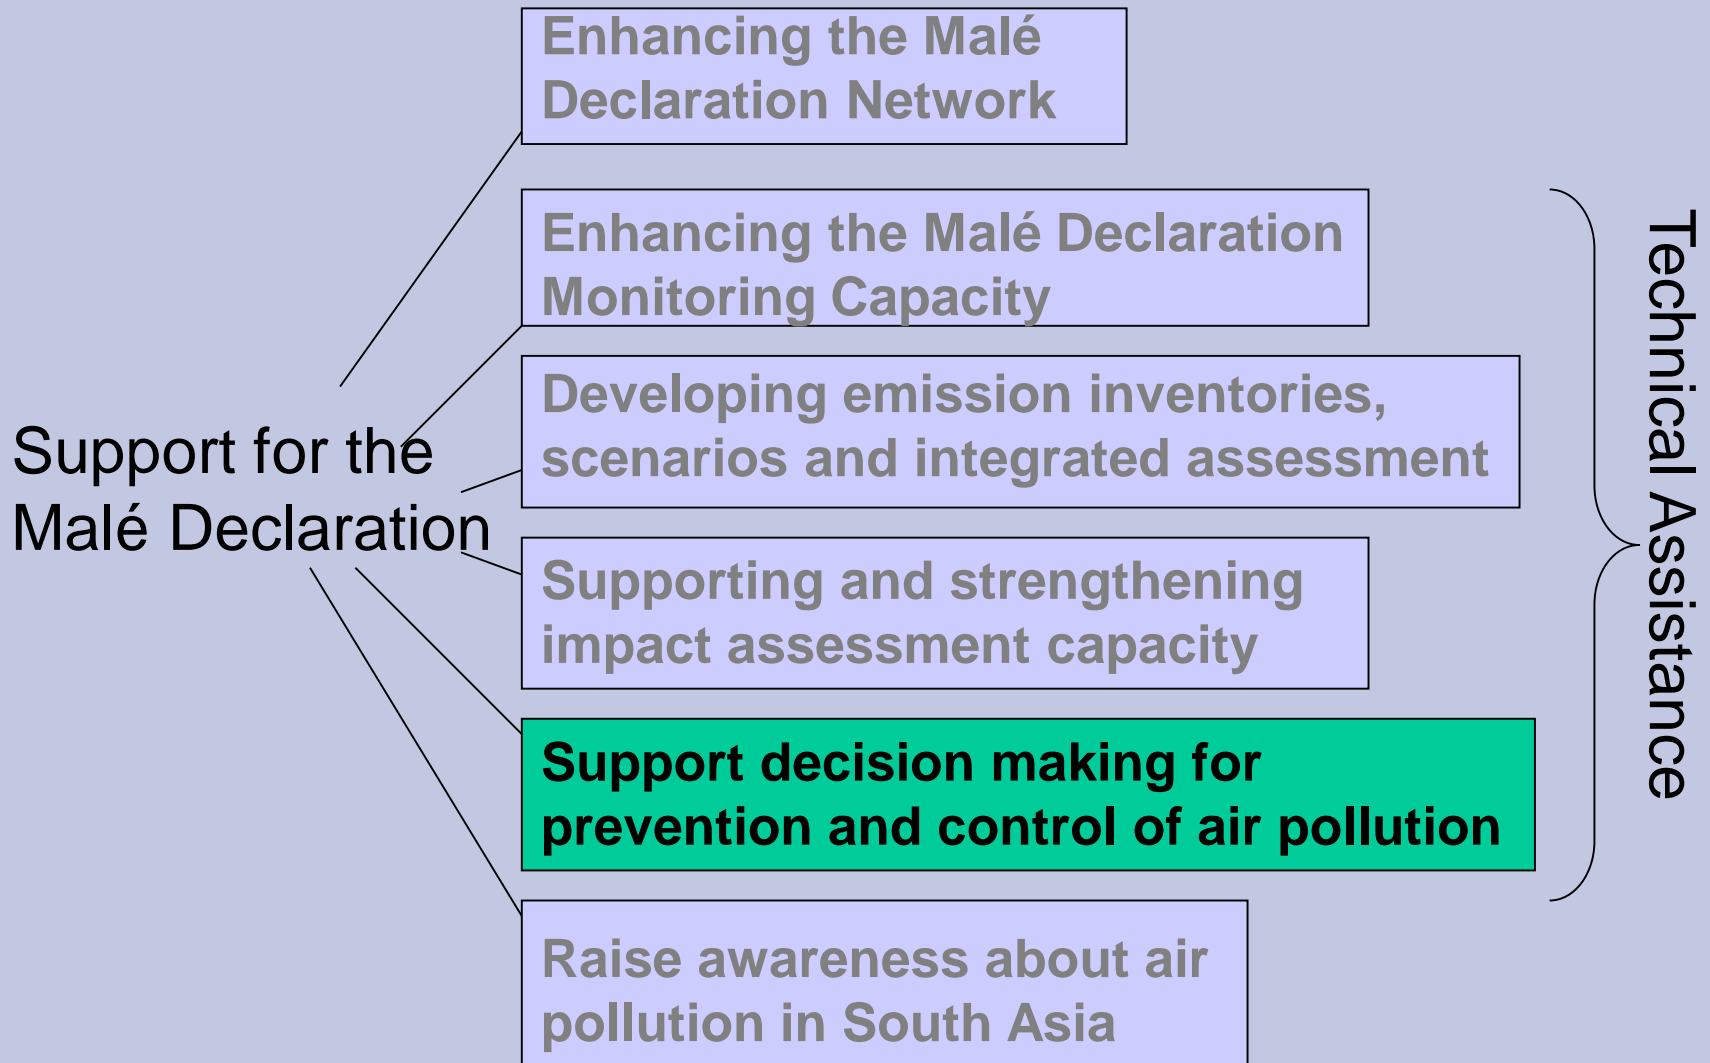 Enhancing the Malé
Declaration Network
Enhancing the Malé Declaration
Monitoring Capacity
Developing emission inventories,
scenarios and integrated assessment
Support for the
Malé Declaration
Supporting and strengthening
impact assessment capacity
Support decision making for
prevention and control of air pollution
Raise awareness about air
pollution in South Asia
Technical Assistance